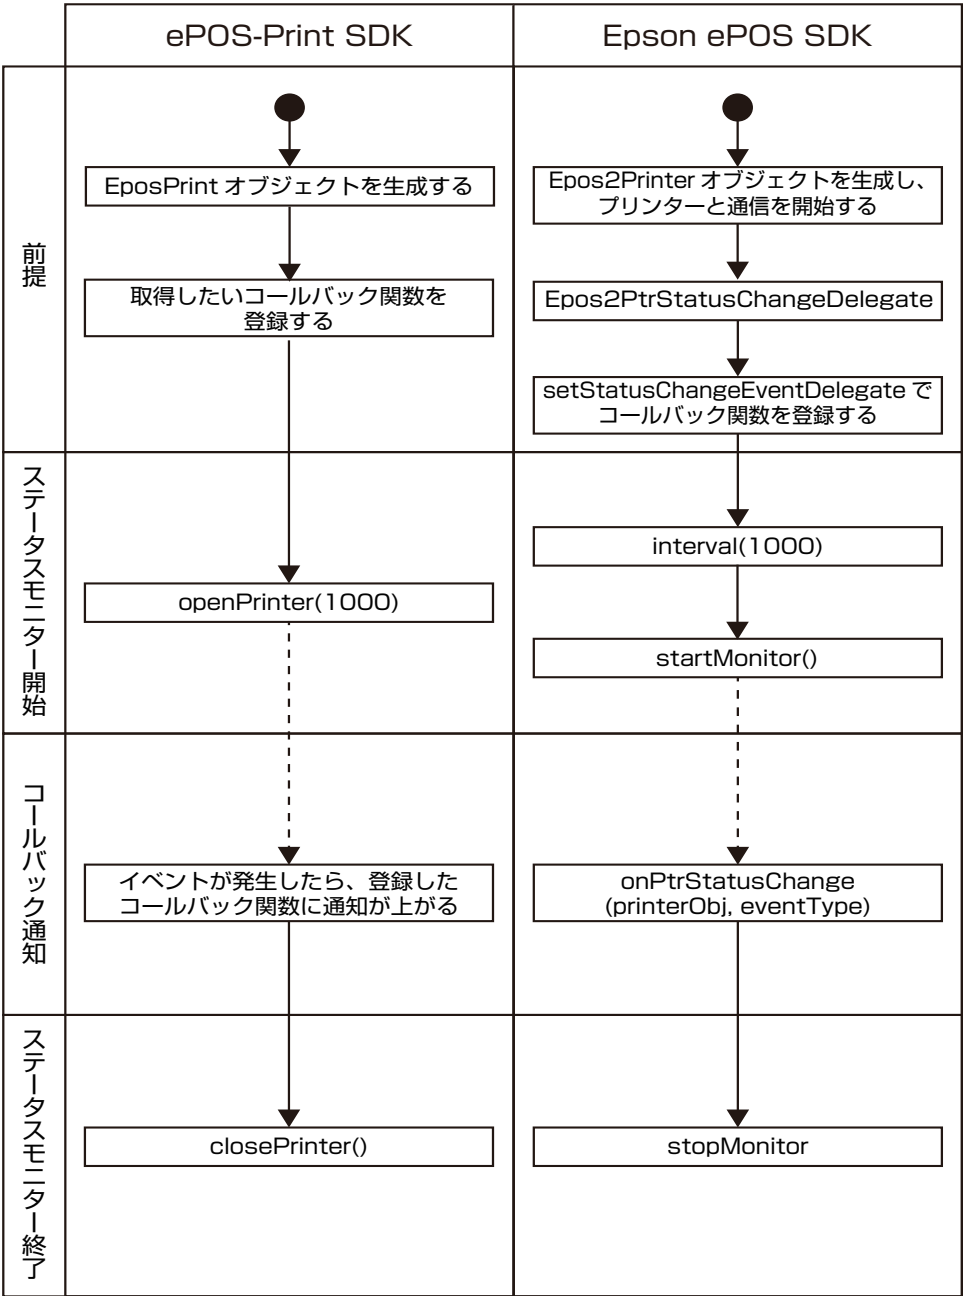 ePOS-Print SDK
Epson ePOS SDK
前提
EposPrint オブジェクトを生成する
取得したいコールバック関数を
登録する
Epos2Printer オブジェクトを生成し、
プリンターと通信を開始する
Epos2PtrStatusChangeDelegate
setStatusChangeEventDelegate で
コールバック関数を登録する
ステータスモニター開始
openPrinter(1000)
interval(1000)
startMonitor()
コールバック通知
イベントが発生したら、登録した
コールバック関数に通知が上がる
onPtrStatusChange
(printerObj, eventType)
ステータスモニター終了
closePrinter()
stopMonitor